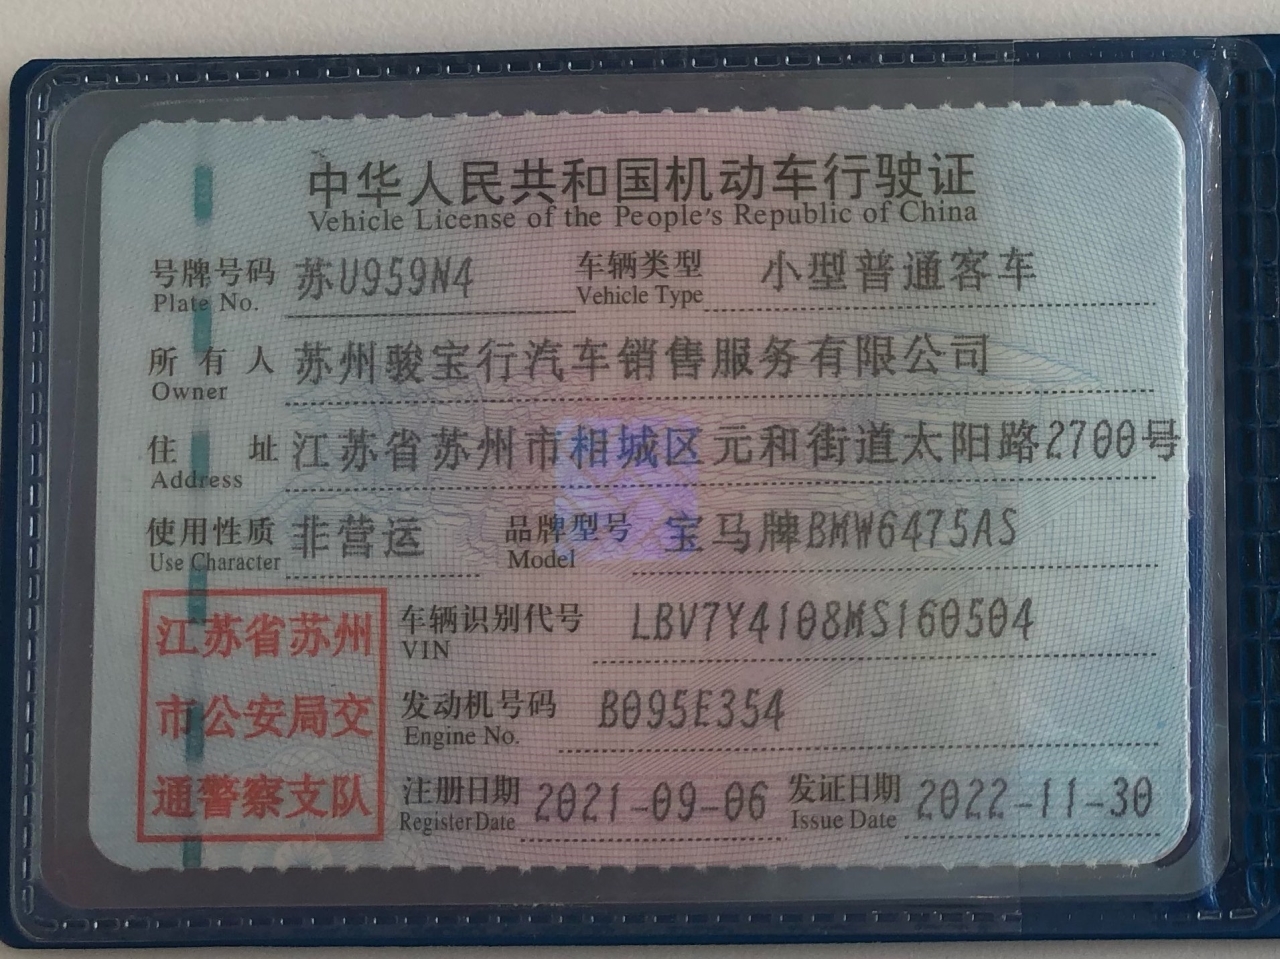 中华人民共和国机动车行驶证
Vehicle License of the People's Republic of China
号牌号码 苏U959N4 车辆类型 小型普通客车
Plate No. Vehicle Type
所有人 苏州骏宝行汽车销售服务有限公司
Owner
住址 江苏省苏州市相城区元和街道太阳路2700号
Address
使用性质 非营运 品牌型号 宝马牌BMW6475AS
Use Character Model
江苏省苏州
市公安局交
通警察支队
车辆识别代号 LBV7Y4108MS160504
VIN
发动机号码 B095E354
Engine No.
注册日期 2021-09-06 发证日期 2022-11-30
Register Date Issue Date